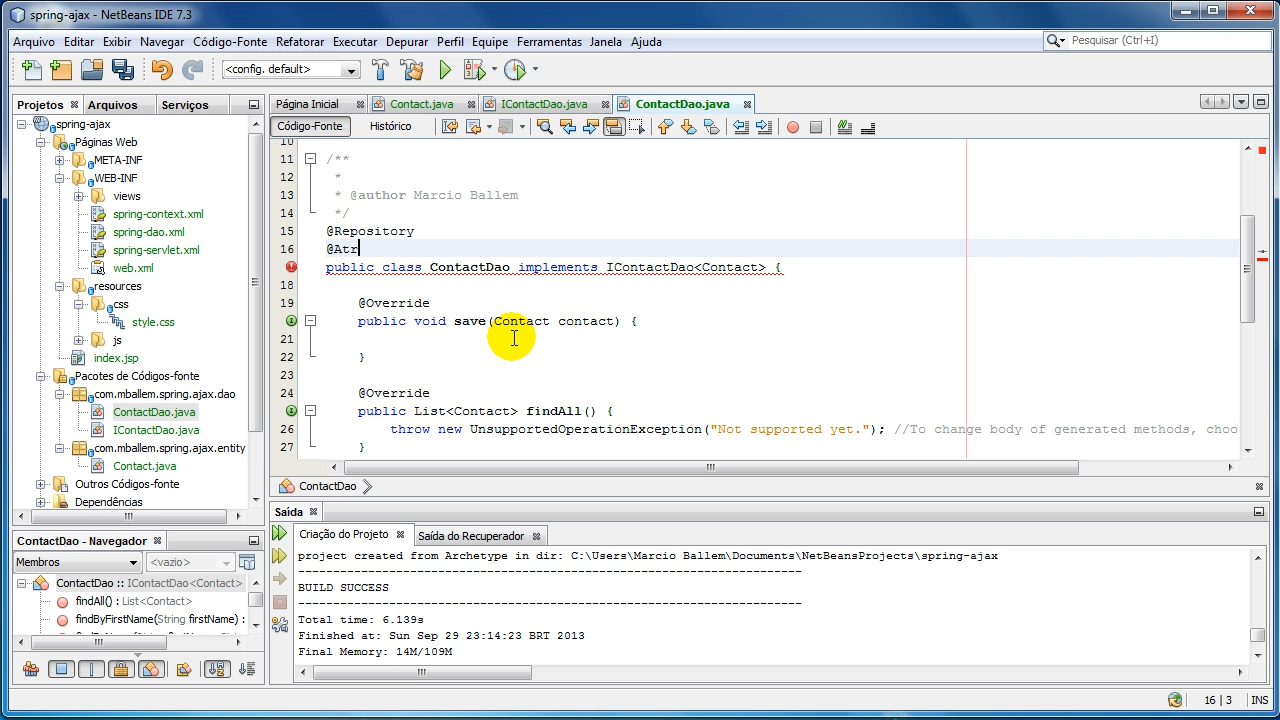 spring-ajax - NetBeans IDE 7.3
Arquivo Editar Exibir Navegar Código-Fonte Refatorar Executar Depurar Perfil Equipe Ferramentas Janela Ajuda
Pesquisar (Ctrl+I)
<config. default>
Projetos Arquivos Serviços
Página Inicial Contact.java IContactDao.java ContactDao.java
Código-Fonte Histórico
spring-ajax
Páginas Web
META-INF
WEB-INF
views
spring-context.xml
spring-dao.xml
spring-servlet.xml
web.xml
resources
css
style.css
js
index.jsp
Pacotes de Códigos-fonte
com.mballem.spring.ajax.dao
ContactDao.java
IContactDao.java
com.mballem.spring.ajax.entity
Contact.java
Outros Códigos-fonte
Dependências
10
11 /**
12 *
13 * @author Marcio Ballem
14 */
15 @Repository
16 @Atr
public class ContactDao implements IContactDao<Contact> {
18
19 @Override
public void save(Contact contact) {
21
22 }
23
24 @Override
public List<Contact> findAll() {
26 throw new UnsupportedOperationException("Not supported yet."); //To change body of generated methods, choo
27 }
ContactDao
ContactDao - Navegador
Membros <vazio>
ContactDao :: IContactDao<Contact>
findAll() : List<Contact>
findByFirstName(String firstName) :
Saída
Criação do Projeto Saída do Recuperador
project created from Archetype in dir: C:\Users\Marcio Ballem\Documents\NetBeansProjects\spring-ajax
------------------------------------------------------------------------
BUILD SUCCESS
------------------------------------------------------------------------
Total time: 6.139s
Finished at: Sun Sep 29 23:14:23 BRT 2013
Final Memory: 14M/109M
16 | 3 INS